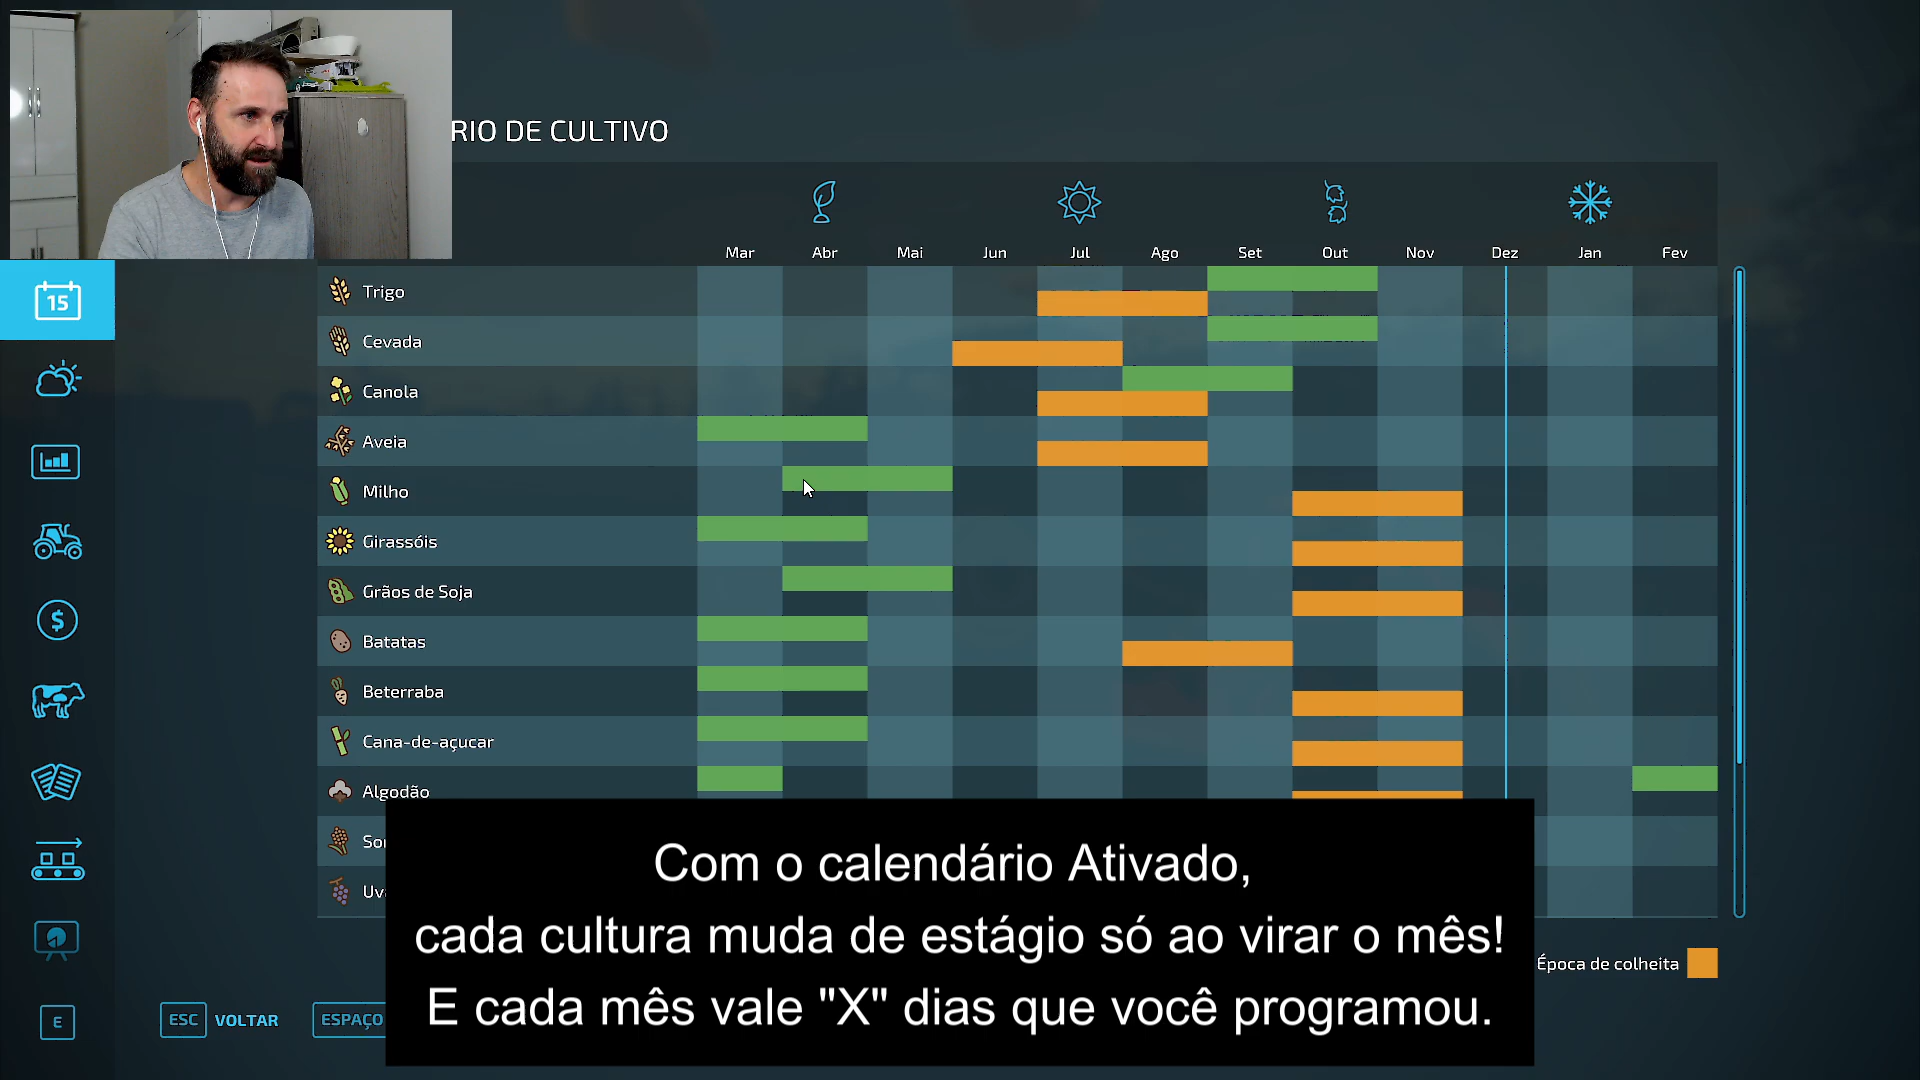 RIO DE CULTIVO
Mar Abr Mai Jun Jul Ago Set Out Nov Dez Jan Fev
15
Trigo
Cevada
Canola
Aveia
Milho
Girassóis
Grãos de Soja
Batatas
Beterraba
Cana-de-açucar
Algodão
Com o calendário Ativado,
cada cultura muda de estágio só ao virar o mês!
E cada mês vale "X" dias que você programou.
Época de colheita
E
ESC VOLTAR ESPAÇO